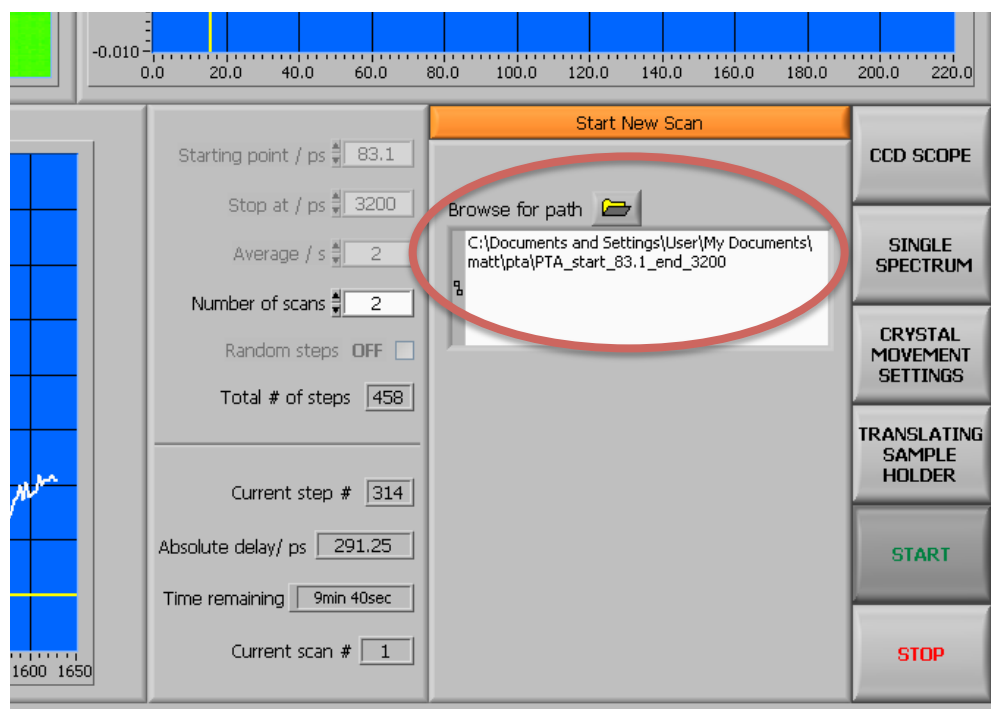 -0.010
0.0 20.0 40.0 60.0 80.0 100.0 120.0 140.0 160.0 180.0 200.0 220.0
Starting point / ps 83.1
Stop at / ps 3200
Average / s 2
Number of scans 2
Random steps OFF
Total # of steps 458
Current step # 314
Absolute delay/ ps 291.25
Time remaining 9min 40sec
Current scan # 1
1600 1650
Start New Scan
Browse for path
C:\Documents and Settings\User\My Documents\
matt\pta\PTA_start_83.1_end_3200
CCD SCOPE
SINGLE
SPECTRUM
CRYSTAL
MOVEMENT
SETTINGS
TRANSLATING
SAMPLE
HOLDER
START
STOP